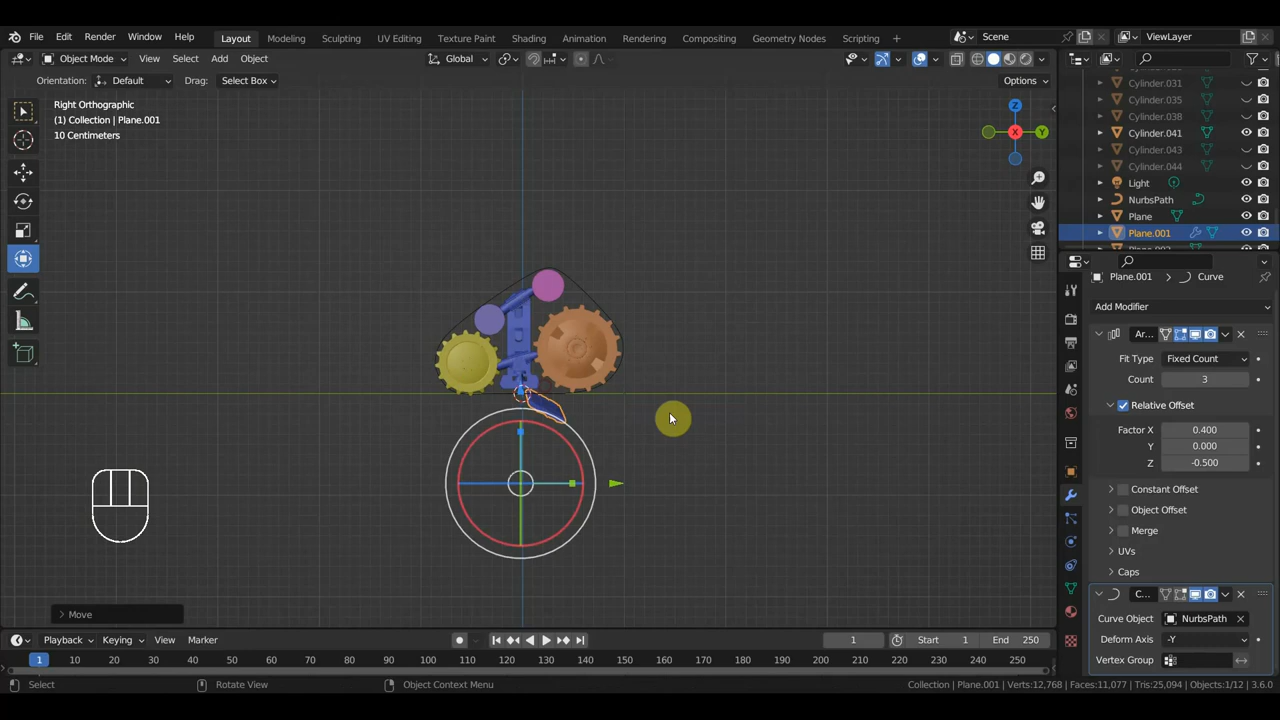 File Edit Render Window Help Layout Modeling Sculpting UV Editing Texture Paint Shading Animation Rendering Compositing Geometry Nodes Scripting + Scene ViewLayer
Object Mode View Select Add Object Global
Orientation: Default Drag: Select Box Options
Right Orthographic
(1) Collection | Plane.001
10 Centimeters
Z
Y
X
Cylinder.031
Cylinder.035
Cylinder.038
Cylinder.041
Cylinder.043
Cylinder.044
Light
NurbsPath
Plane
Plane.001
Plane.001 Curve
Add Modifier
Ar...
Fit Type Fixed Count
Count 3
Relative Offset
Factor X 0.400
Y 0.000
Z -0.500
Constant Offset
Object Offset
Merge
UVs
Caps
C...
Curve Object NurbsPath
Deform Axis -Y
Vertex Group
Move
Playback Keying View Marker 1 Start 1 End 250
1 10 20 30 40 50 60 70 80 90 100 110 120 130 140 150 160 170 180 190 200 210 220 230 240 250
Select Rotate View Object Context Menu Collection | Plane.001 | Verts:12,768 | Faces:11,077 | Tris:25,094 | Objects:1/12 | 3.6.0